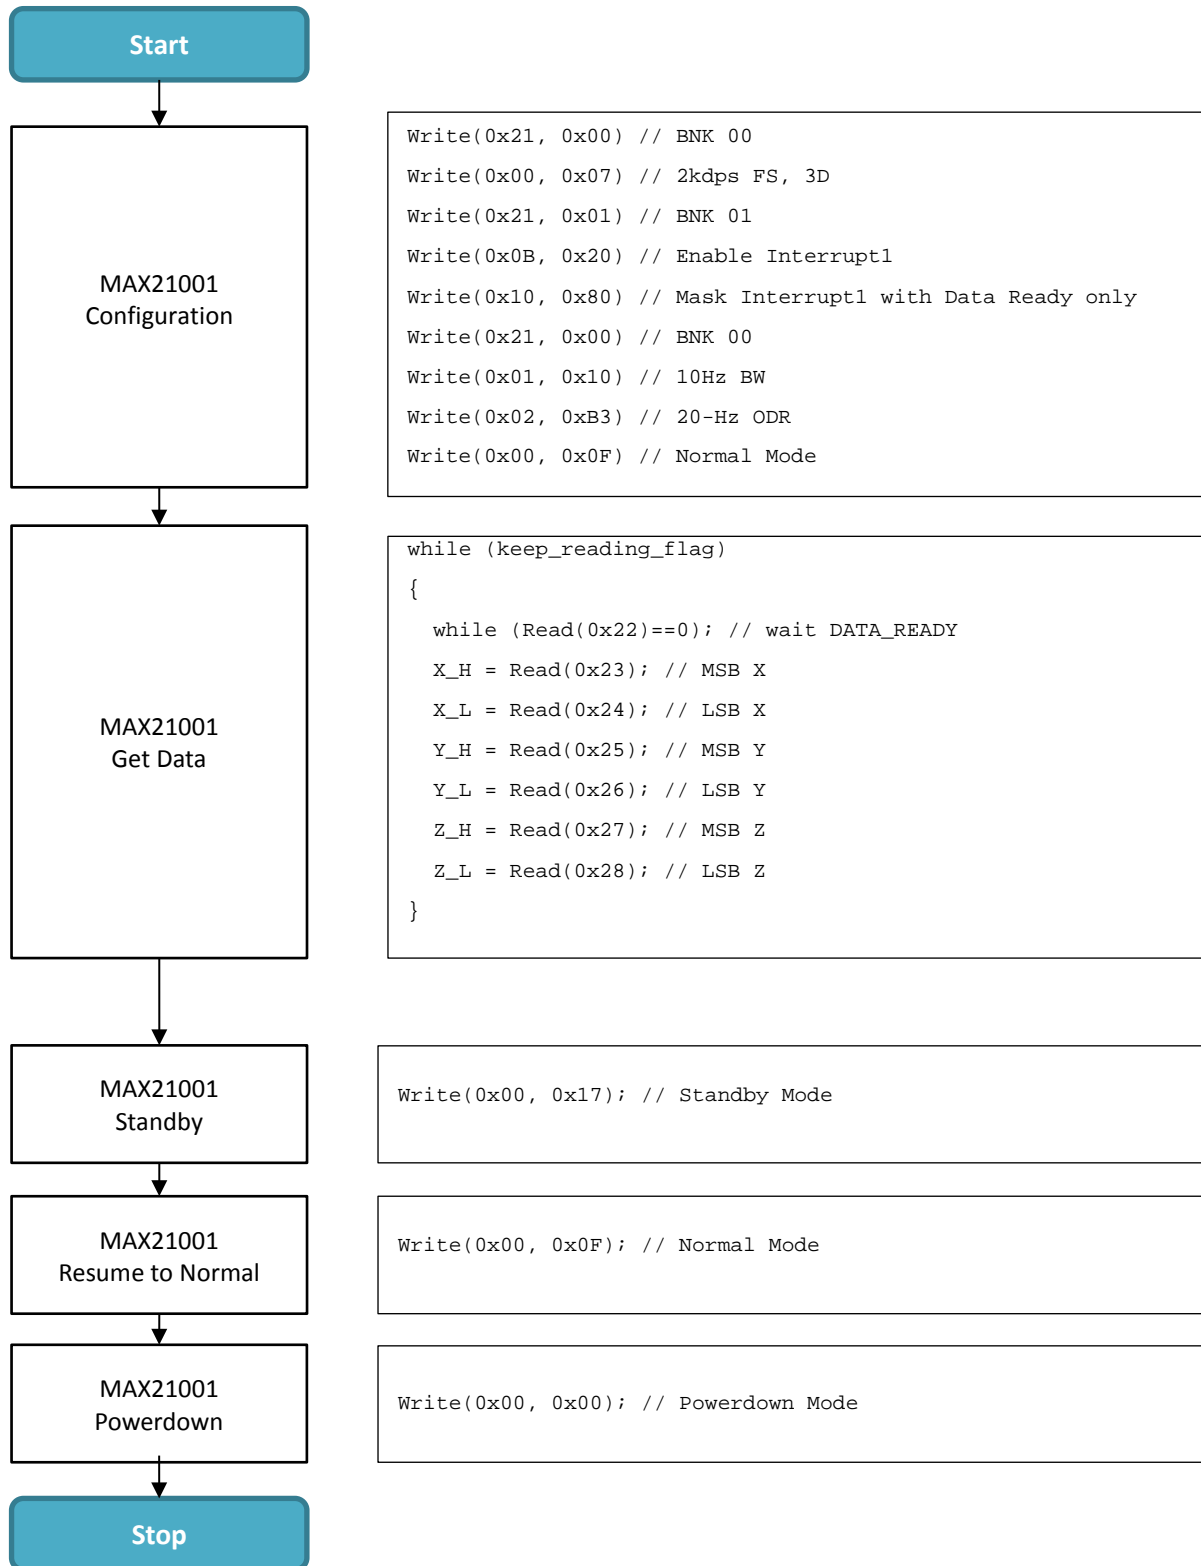 Start
MAX21001
Configuration
Write(0x21, 0x00) // BNK 00
Write(0x00, 0x07) // 2kdps FS, 3D
Write(0x21, 0x01) // BNK 01
Write(0x0B, 0x20) // Enable Interrupt1
Write(0x10, 0x80) // Mask Interrupt1 with Data Ready only
Write(0x21, 0x00) // BNK 00
Write(0x01, 0x10) // 10Hz BW
Write(0x02, 0xB3) // 20-Hz ODR
Write(0x00, 0x0F) // Normal Mode
MAX21001
Get Data
while (keep_reading_flag)
{
while (Read(0x22)==0); // wait DATA_READY
X_H = Read(0x23); // MSB X
X_L = Read(0x24); // LSB X
Y_H = Read(0x25); // MSB Y
Y_L = Read(0x26); // LSB Y
Z_H = Read(0x27); // MSB Z
Z_L = Read(0x28); // LSB Z
}
MAX21001
Standby
Write(0x00, 0x17); // Standby Mode
MAX21001
Resume to Normal
Write(0x00, 0x0F); // Normal Mode
MAX21001
Powerdown
Write(0x00, 0x00); // Powerdown Mode
Stop